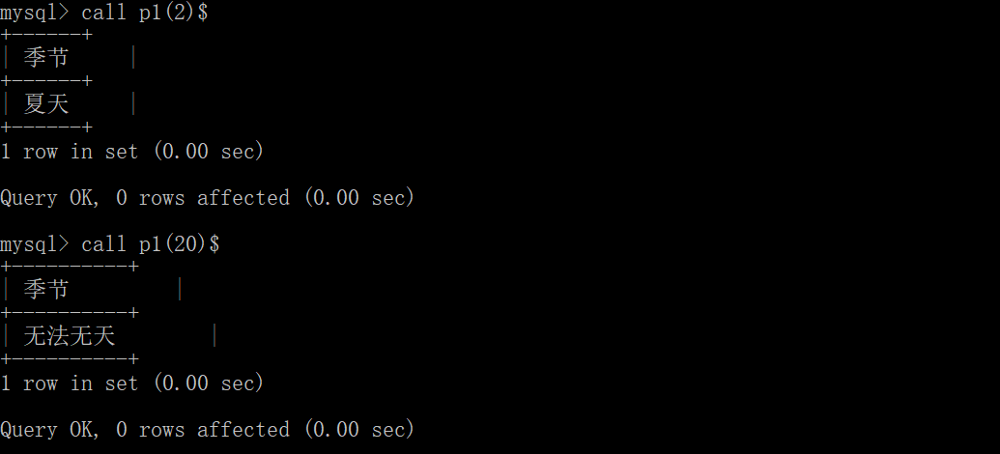 mysql> call p1(2)$
+------+
| 季节     |
+------+
| 夏天     |
+------+
1 row in set (0.00 sec)

Query OK, 0 rows affected (0.00 sec)

mysql> call p1(20)$
+----------+
| 季节         |
+----------+
| 无法无天        |
+----------+
1 row in set (0.00 sec)

Query OK, 0 rows affected (0.00 sec)